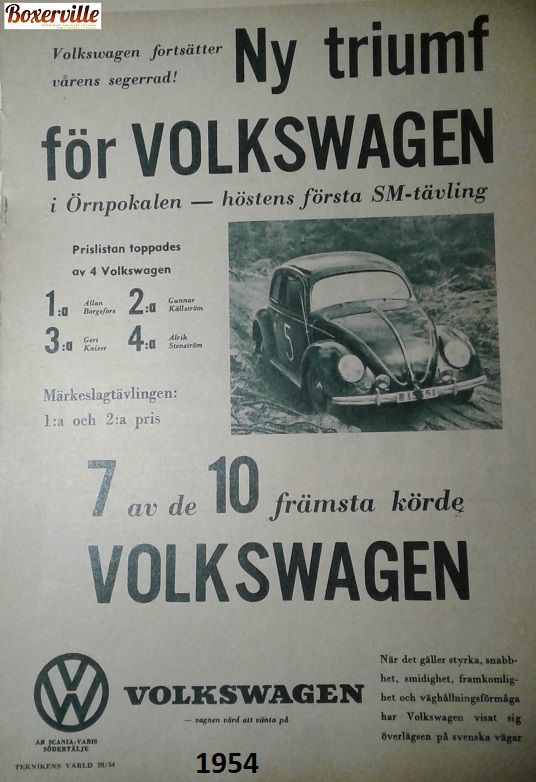 Boxerville
Volkswagen fortsätter
vårens segerrad!
Ny triumf
för VOLKSWAGEN
i Örnpokalen — höstens första SM-tävling
Prislistan toppades
av 4 Volkswagen
1:a Allan Borgefors 2:a Gunnar Källström
3:a Gert Kaiser 4:a Alrik Stenström
Märkeslagtävlingen:
1:a och 2:a pris
5
7 av de 10 främsta körde
VOLKSWAGEN
VW
AB SCANIA-VABIS
SÖDERTÄLJE
VOLKSWAGEN
— vagnen värd att vänta på
När det gäller styrka, snabb-
het, smidighet, framkomlig-
het och väghållningsförmåga
har Volkswagen visat sig
överlägsen på svenska vägar
TEKNIKENS VÄRLD 20/54
1954